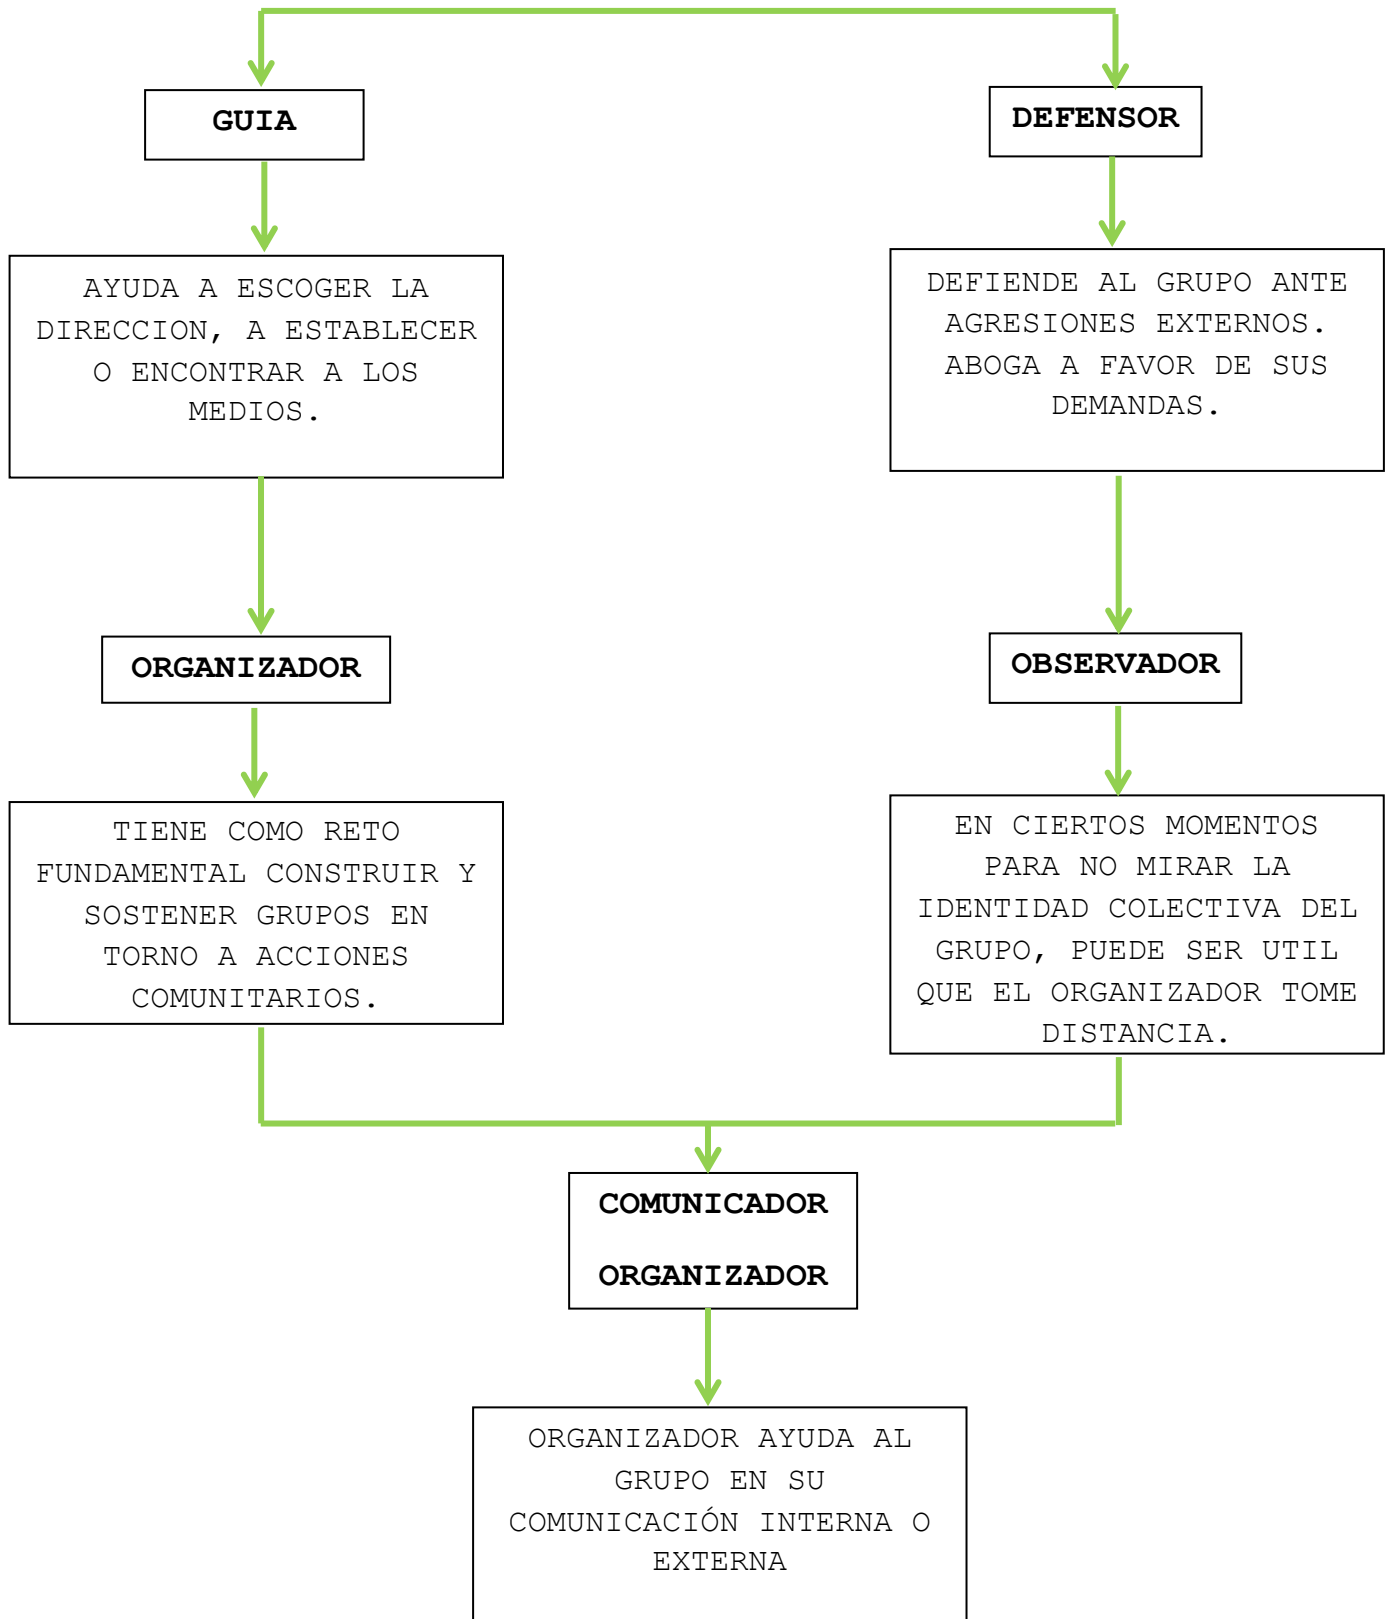 GUIA
DEFENSOR
AYUDA A ESCOGER LA
DIRECCION, A ESTABLECER
O ENCONTRAR A LOS
MEDIOS.
DEFIENDE AL GRUPO ANTE
AGRESIONES EXTERNOS.
ABOGA A FAVOR DE SUS
DEMANDAS.
ORGANIZADOR
OBSERVADOR
TIENE COMO RETO
FUNDAMENTAL CONSTRUIR Y
SOSTENER GRUPOS EN
TORNO A ACCIONES
COMUNITARIOS.
EN CIERTOS MOMENTOS
PARA NO MIRAR LA
IDENTIDAD COLECTIVA DEL
GRUPO, PUEDE SER UTIL
QUE EL ORGANIZADOR TOME
DISTANCIA.
COMUNICADOR
ORGANIZADOR
ORGANIZADOR AYUDA AL
GRUPO EN SU
COMUNICACIÓN INTERNA O
EXTERNA